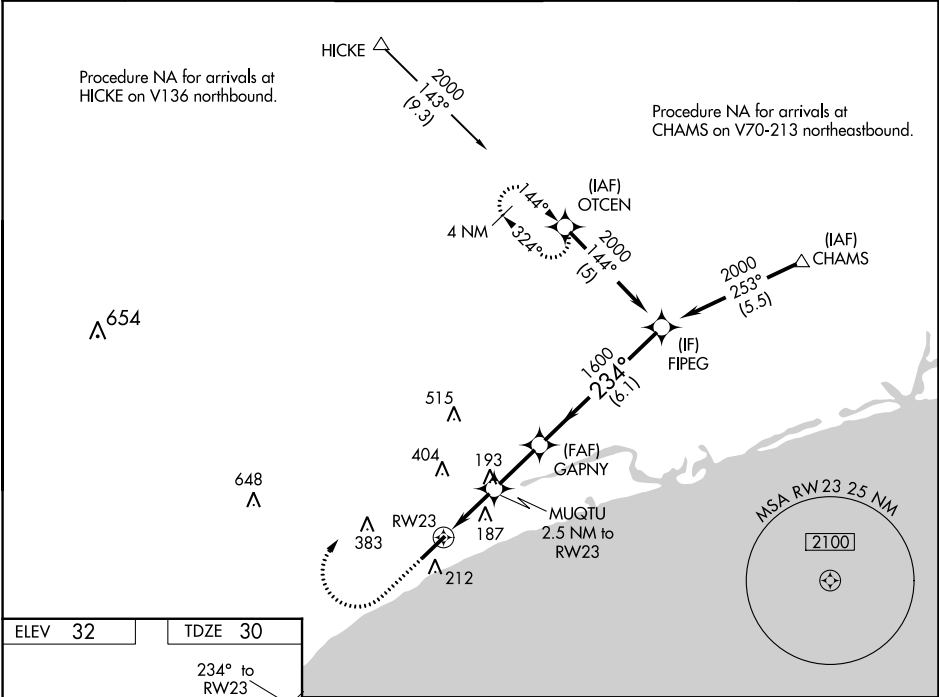 HICKE
2000
143°
(9.3)
Procedure NA for arrivals at
HICKE on V136 northbound.
Procedure NA for arrivals at
CHAMS on V70-213 northeastbound.
(IAF)
OTCEN
144°
4 NM
324°
2000
144°
(5)
(IAF)
CHAMS
2000
253°
(5.5)
(IF)
FIPEG
654
1600
234°
(6.1)
515
(FAF)
GAPNY
404
193
648
MUQTU
2.5 NM to
RW23
RW23
383
187
212
MSA RW23 25 NM
2100
ELEV 32
TDZE 30
234° to
RW23